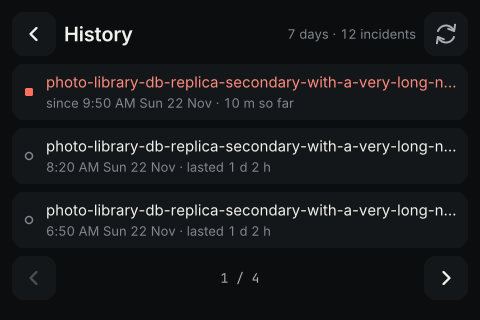 History
7 days · 12 incidents
photo-library-db-replica-secondary-with-a-very-long-n...
since 9:50 AM Sun 22 Nov · 10 m so far
photo-library-db-replica-secondary-with-a-very-long-n...
8:20 AM Sun 22 Nov · lasted 1 d 2 h
photo-library-db-replica-secondary-with-a-very-long-n...
6:50 AM Sun 22 Nov · lasted 1 d 2 h
1 / 4